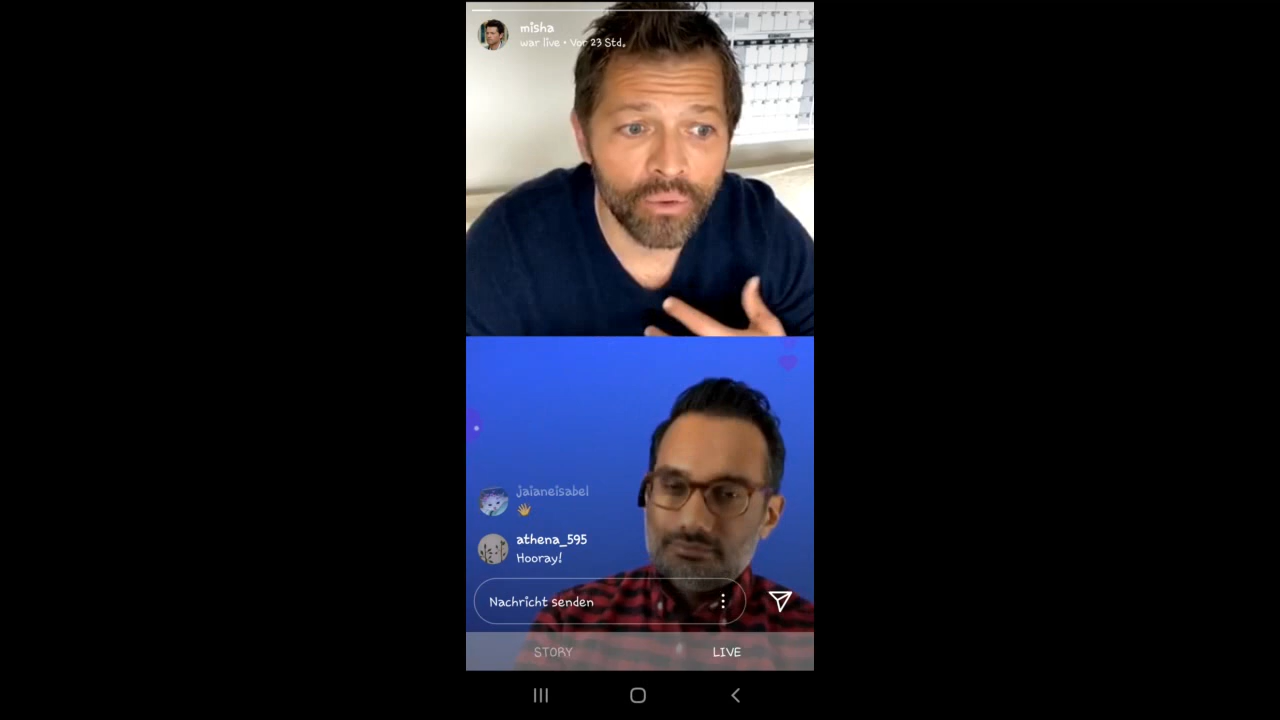 misha
war live • Vor 23 Std.
jaianeisabel
👋
athena_595
Hooray!
Nachricht senden
STORY
LIVE